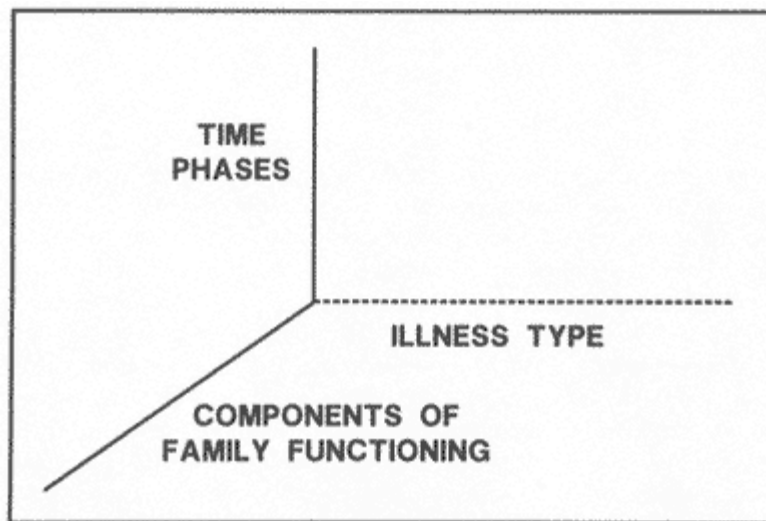 TIME
PHASES
ILLNESS TYPE
COMPONENTS OF
FAMILY FUNCTIONING